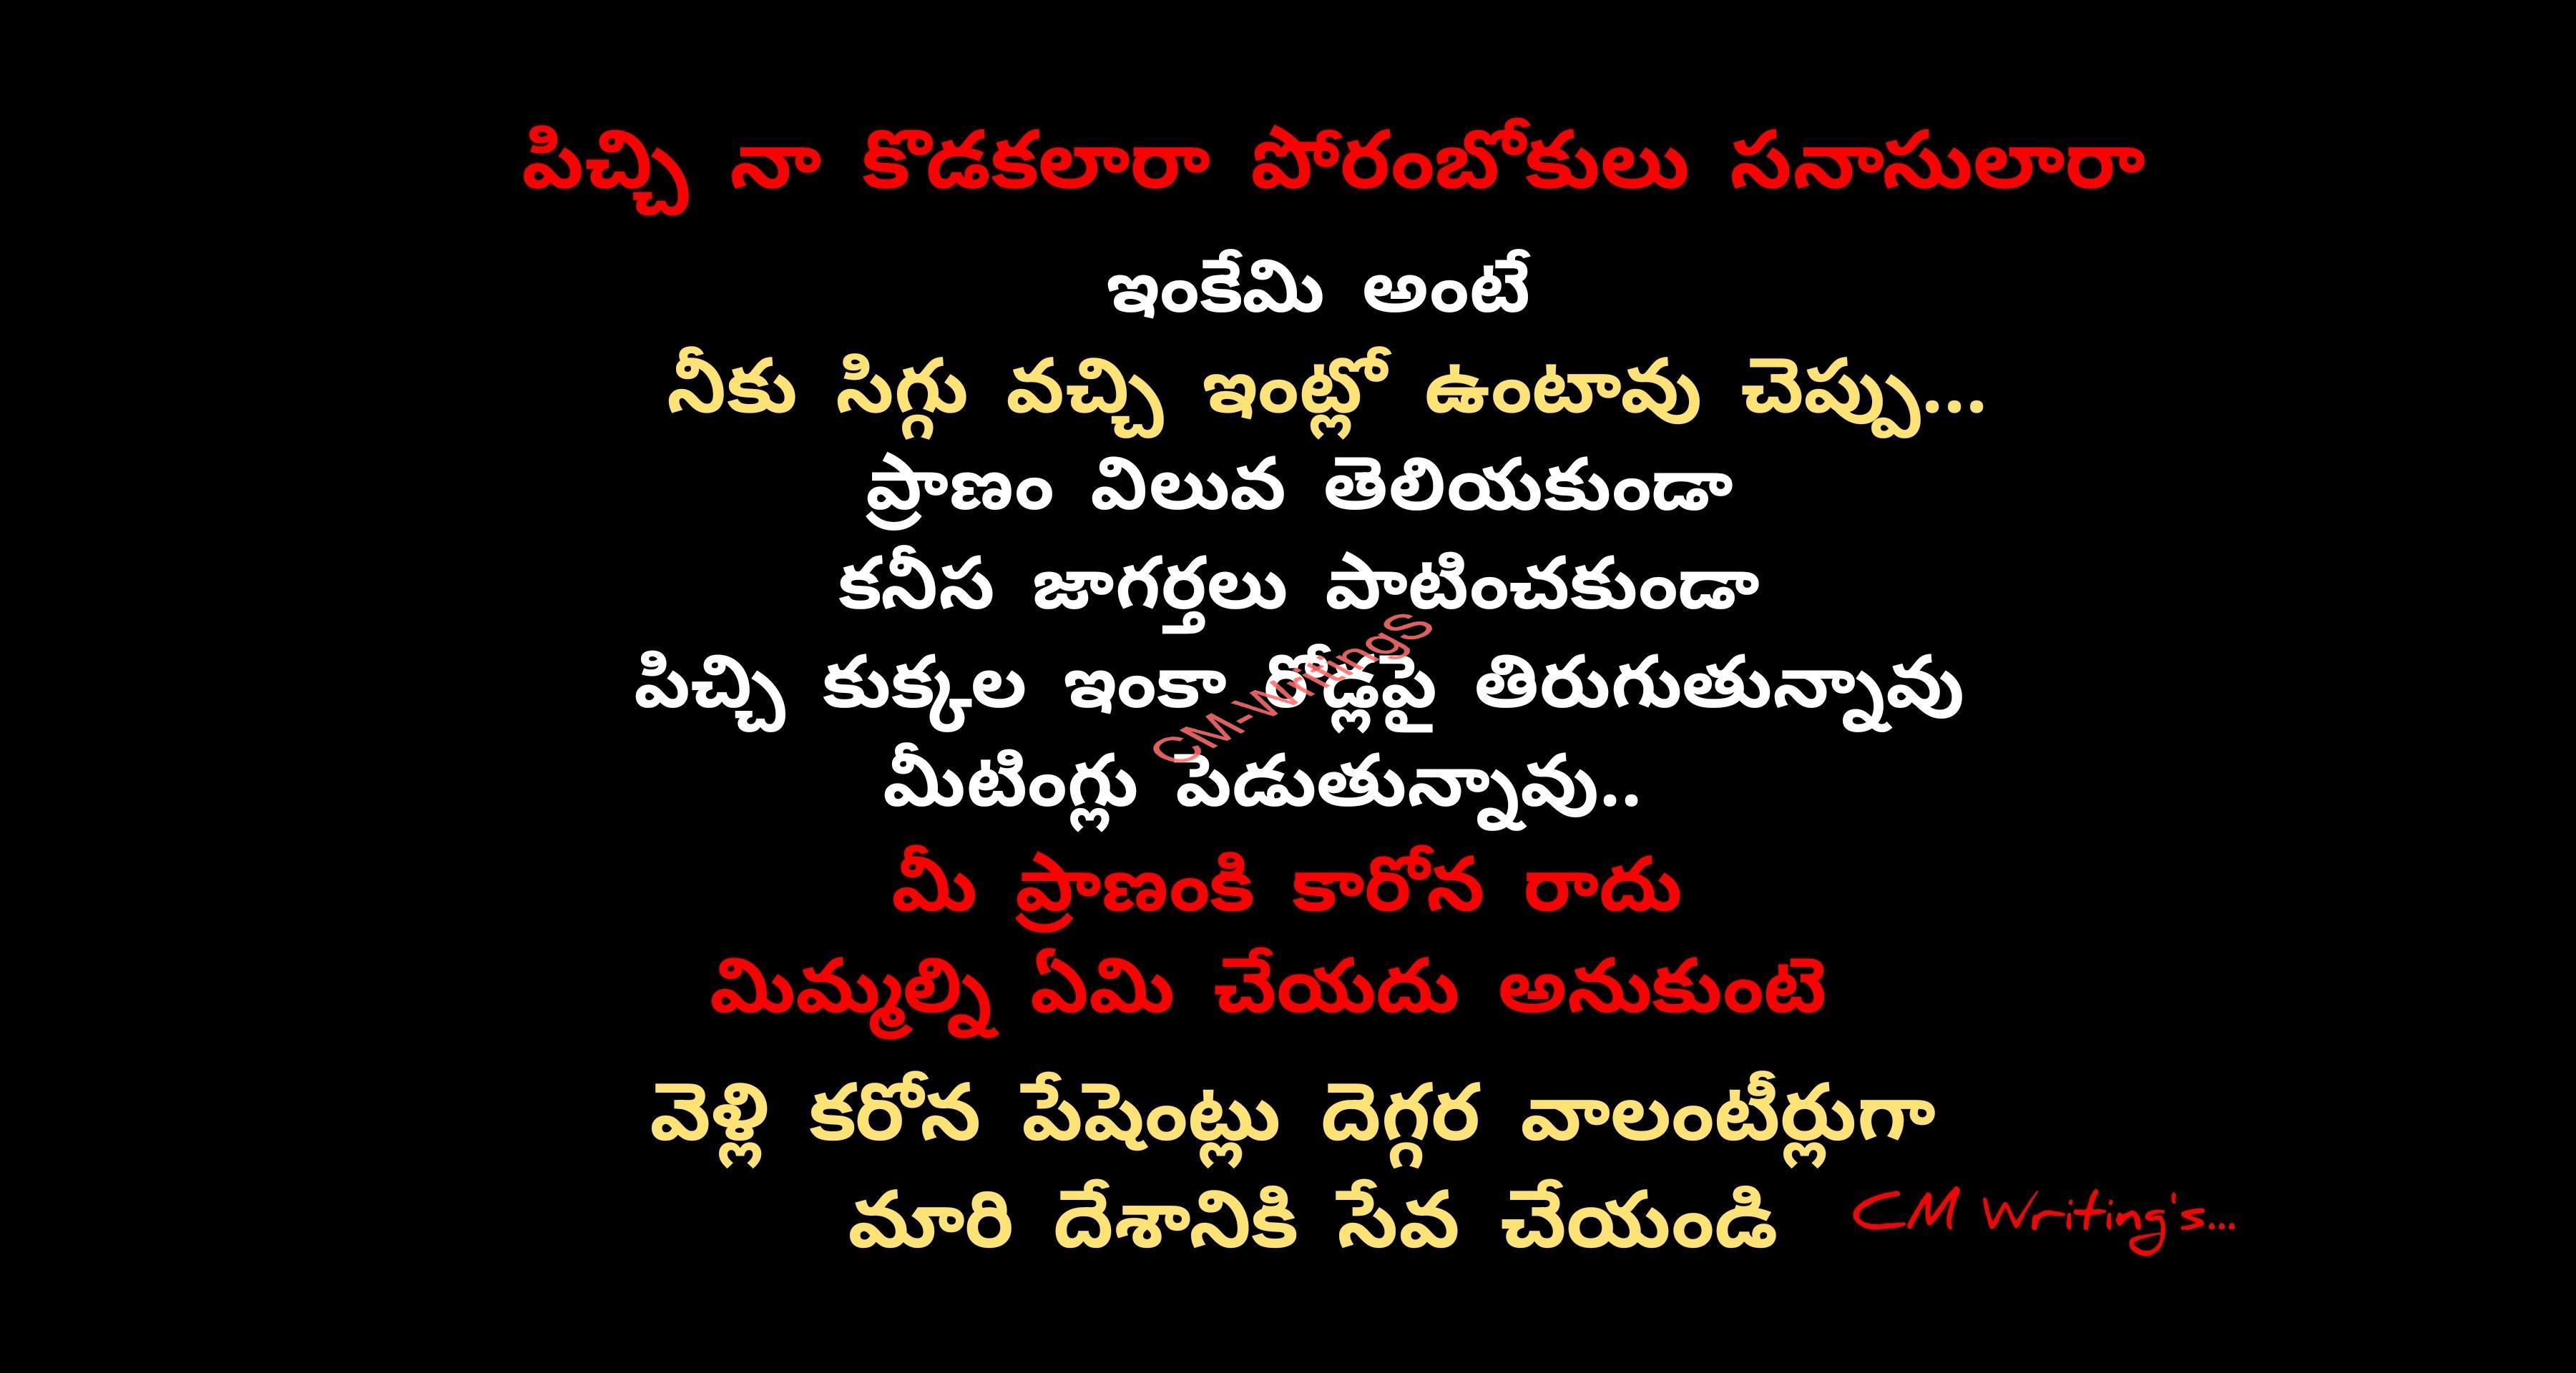 పిచ్చి నా కొడకలారా పోరంబోకులు సనాసులారా
ఇంకేమి అంటే
నీకు సిగ్గు వచ్చి ఇంట్లో ఉంటావు చెప్పు...
ప్రాణం విలువ తెలియకుండా
కనీస జాగర్తలు పాటించకుండా
పిచ్చి కుక్కల ఇంకా రోడ్లపై తిరుగుతున్నావు
CM-Writings
మీటింగ్లు పెడుతున్నావు..
మీ ప్రాణంకి కారోన రాదు
మిమ్మల్ని ఏమి చేయదు అనుకుంటె
వెళ్లి కరోన పేషెంట్లు దెగ్గర వాలంటీర్లుగా
మారి దేశానికి సేవ చేయండి CM Writing's...